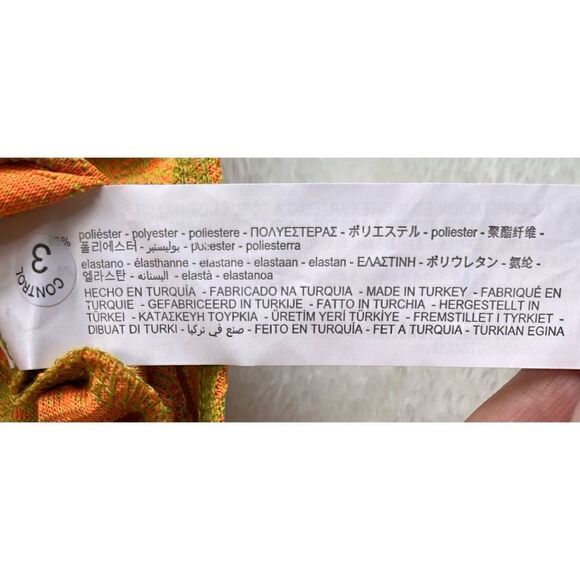 CONTROL 3
% poliéster - polyester - poliestere - ΠΟΛΥΕΣΤΕΡΑΣ - ポリエステル - poliester - 聚酯纤维 -
폴리에스터 - بوليستير - poliester - poliesterra
elastano - élasthanne - elastane - elastaan - elastan - ΕΛΑΣΤΙΝΗ - ポリウレタン - 氨纶 -
엘라스탄 - اليستانه - elastà - elastanoa
HECHO EN TURQUÍA - FABRICADO NA TURQUIA - MADE IN TURKEY - FABRIQUÉ EN
TURQUIE - GEFABRICEERD IN TURKIJE - FATTO IN TURCHIA - HERGESTELLT IN
TÜRKEI - ΚΑΤΑΣΚΕΥΗ ΤΟΥΡΚΙΑ - ÜRETİM YERİ TÜRKİYE - FREMSTILLET I TYRKIET -
DIBUAT DI TURKI - صنع في تركيا - FEITO EN TURQUÍA - FET A TURQUIA - TURKIAN EGINA